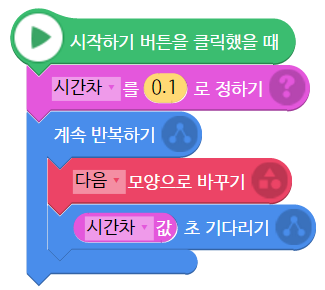 시작하기 버튼을 클릭했을 때
시간차 를 0.1 로 정하기 ?
계속 반복하기
다음 모양으로 바꾸기
시간차 값 초 기다리기